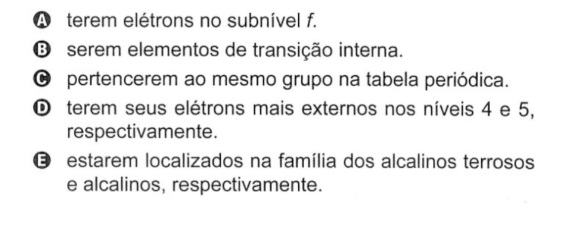 A terem elétrons no subnível f.
B serem elementos de transição interna.
C pertencerem ao mesmo grupo na tabela periódica.
D terem seus elétrons mais externos nos níveis 4 e 5,
respectivamente.
E estarem localizados na família dos alcalinos terrosos
e alcalinos, respectivamente.